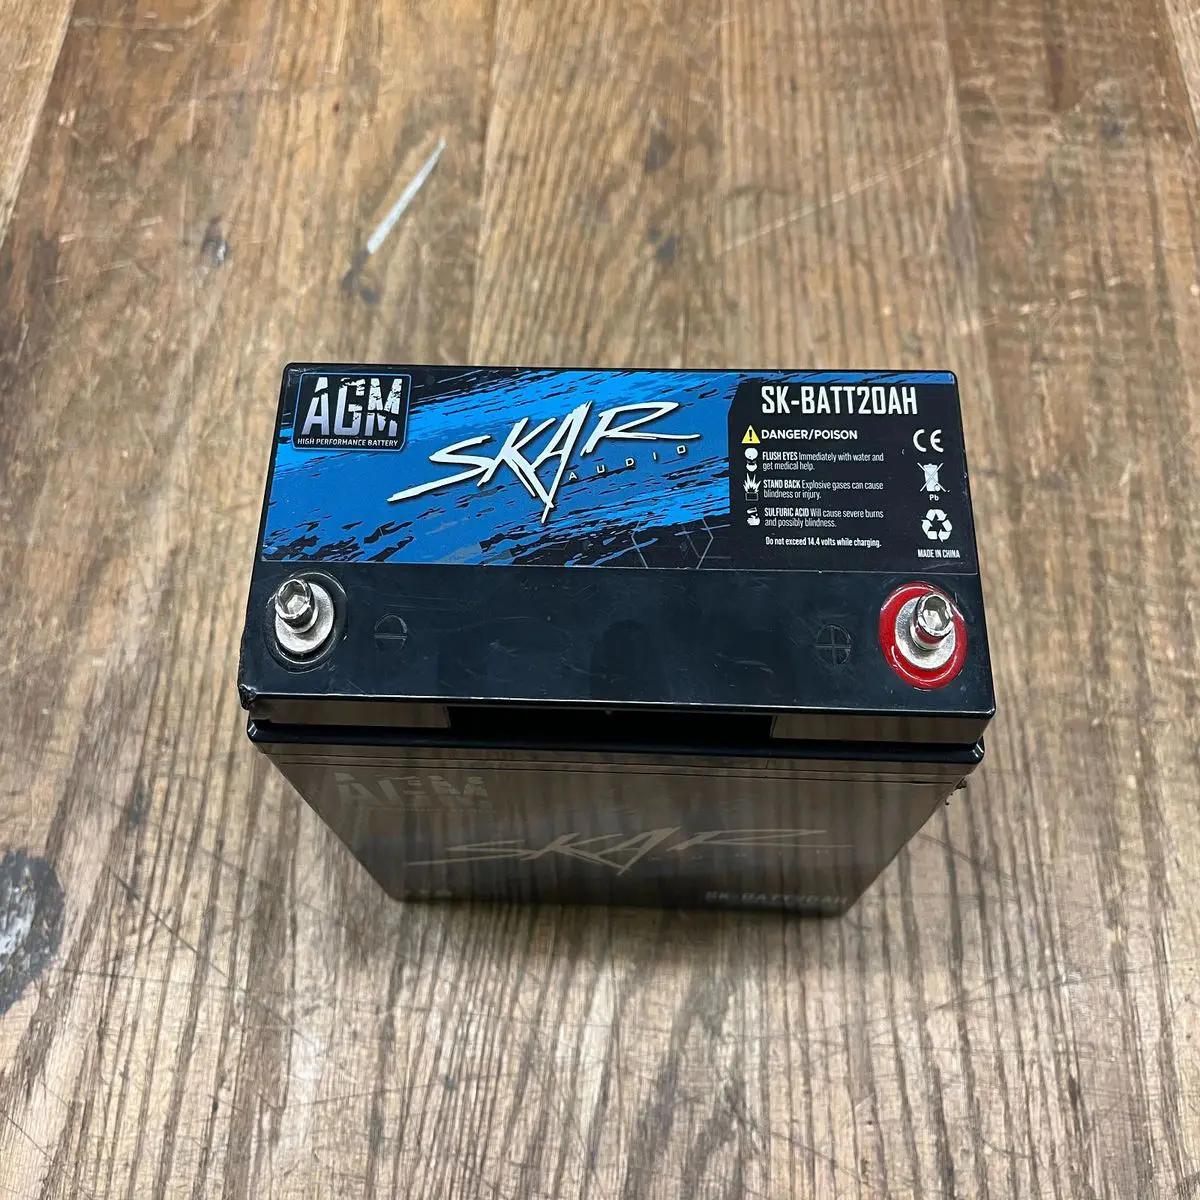 AGM
HIGH PERFORMANCE BATTERY
SKAR
AUDIO
SK-BATT20AH
DANGER/POISON
FLUSH EYES Immediately with water and
get medical help.
STAND BACK Explosive gases can cause
blindness or injury.
SULFURIC ACID Will cause severe burns
and possibly blindness.
Do not exceed 14.4 volts while charging.
CE
Pb
MADE IN CHINA
AGM
SKAR
SK-BATT20AH